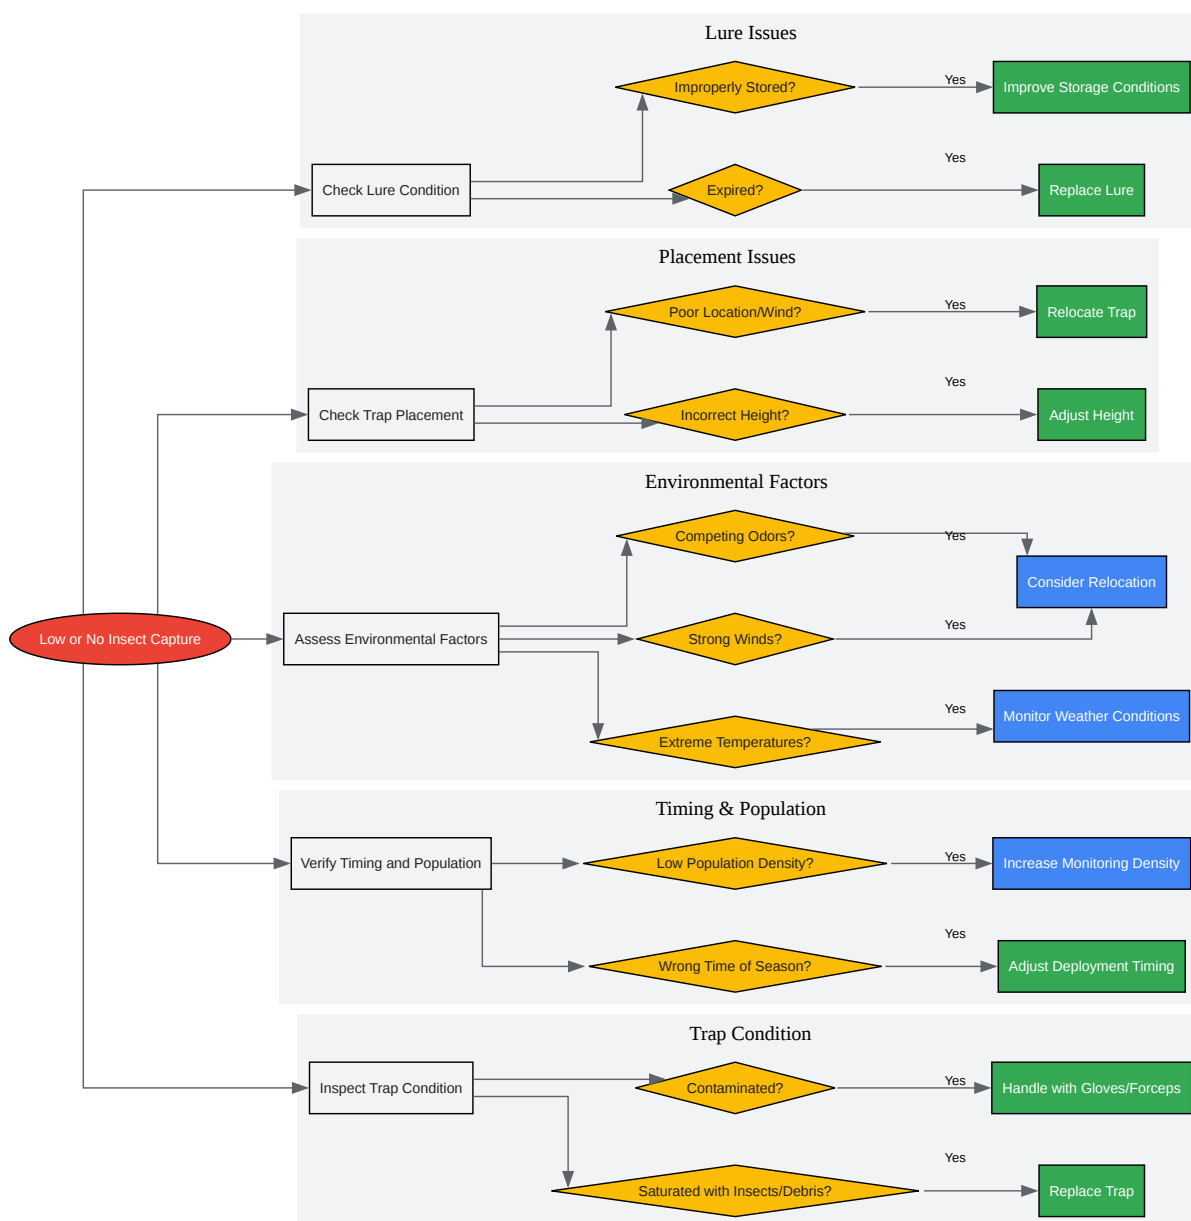 Lure Issues
Improperly Stored?
Yes
Improve Storage Conditions
Check Lure Condition
Expired?
Yes
Replace Lure
Placement Issues
Poor Location/Wind?
Yes
Relocate Trap
Check Trap Placement
Incorrect Height?
Yes
Adjust Height
Environmental Factors
Competing Odors?
Yes
Consider Relocation
Low or No Insect Capture
Assess Environmental Factors
Strong Winds?
Yes
Extreme Temperatures?
Yes
Monitor Weather Conditions
Timing & Population
Verify Timing and Population
Low Population Density?
Yes
Increase Monitoring Density
Wrong Time of Season?
Yes
Adjust Deployment Timing
Trap Condition
Inspect Trap Condition
Contaminated?
Yes
Handle with Gloves/Forceps
Saturated with Insects/Debris?
Yes
Replace Trap